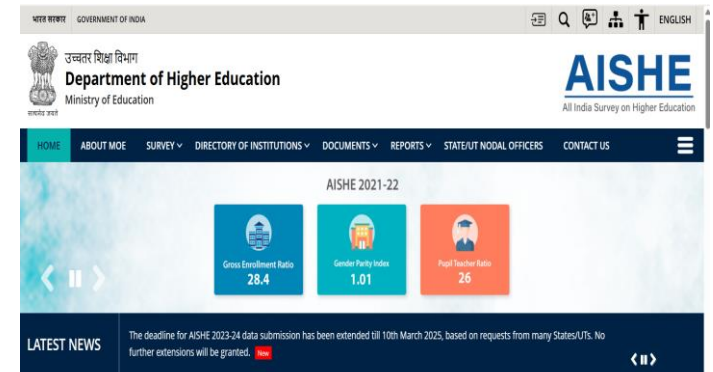 भारत सरकार GOVERNMENT OF INDIA ENGLISH
उच्चतर शिक्षा विभाग
Department of Higher Education
Ministry of Education
सत्यमेव जयते
AISHE
All India Survey on Higher Education
HOME ABOUT MOE SURVEY DIRECTORY OF INSTITUTIONS DOCUMENTS REPORTS STATE/UT NODAL OFFICERS CONTACT US
AISHE 2021-22
Gross Enrollment Ratio
28.4
Gender Parity Index
1.01
Pupil Teacher Ratio
26
LATEST NEWS
The deadline for AISHE 2023-24 data submission has been extended till 10th March 2025, based on requests from many States/UTs. No
further extensions will be granted. New